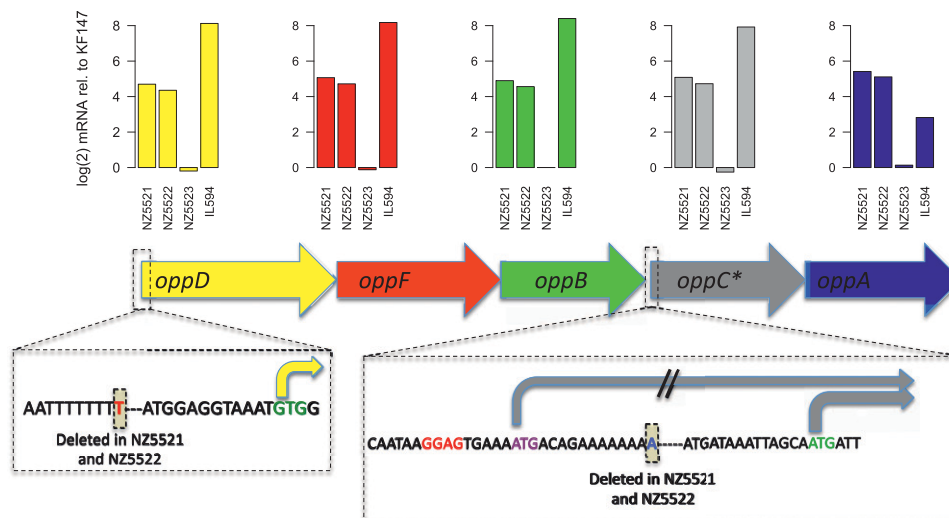 log(2) mRNA rel. to KF147
8
6
4
2
0
NZ5521
NZ5522
NZ5523
IL594
8
6
4
2
0
NZ5521
NZ5522
NZ5523
IL594
8
6
4
2
0
NZ5521
NZ5522
NZ5523
IL594
8
6
4
2
0
NZ5521
NZ5522
NZ5523
IL594
8
6
4
2
0
NZ5521
NZ5522
NZ5523
IL594
oppD
oppF
oppB
oppC*
oppA
AATTTTTTTT---ATGGAGGTAAATGTGG
Deleted in NZ5521
and NZ5522
CAATAAGGAGTGAAAATGACAGAAAAAAAA-----ATGATAAATTAGCAATGATT
Deleted in NZ5521
and NZ5522